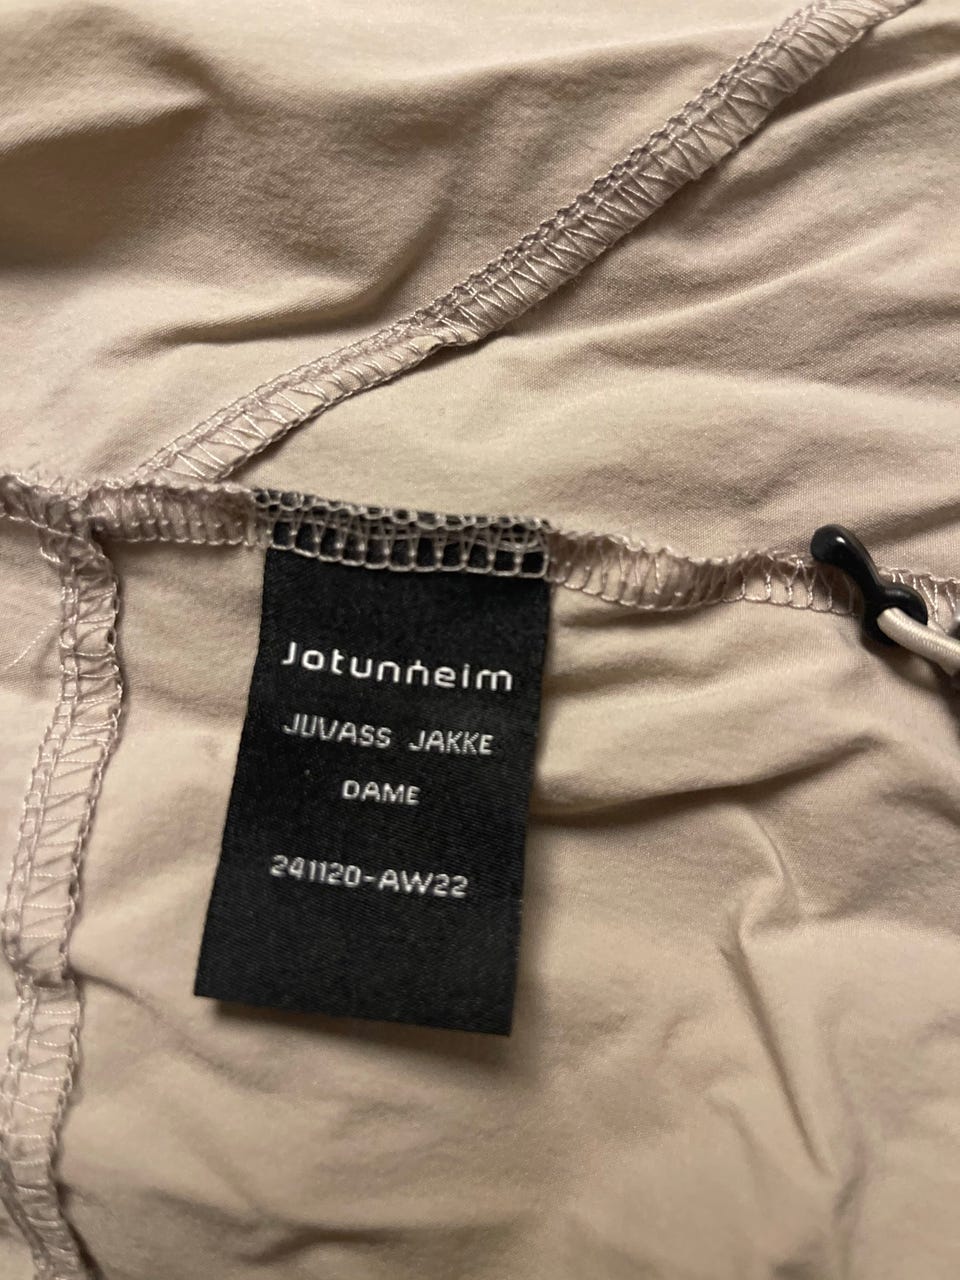 Jotunheim
JUVASS JAKKE
DAME
241120-AW22